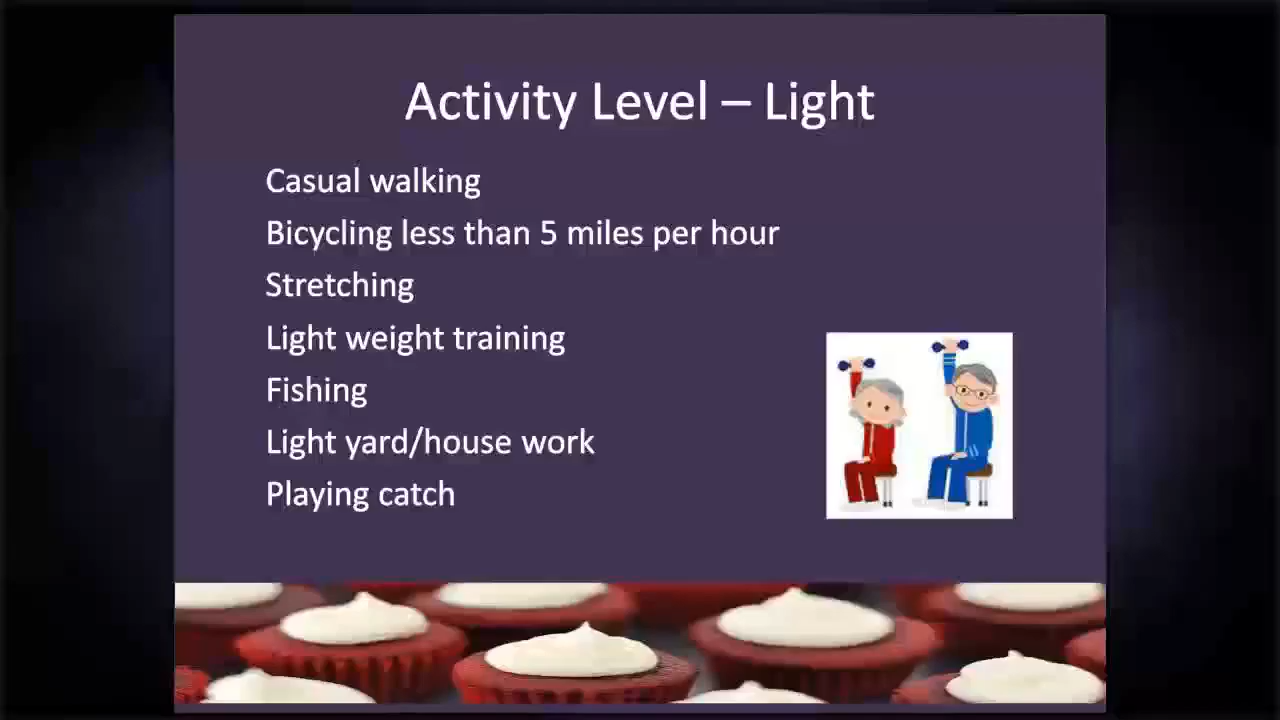 Activity Level – Light
Casual walking
Bicycling less than 5 miles per hour
Stretching
Light weight training
Fishing
Light yard/house work
Playing catch